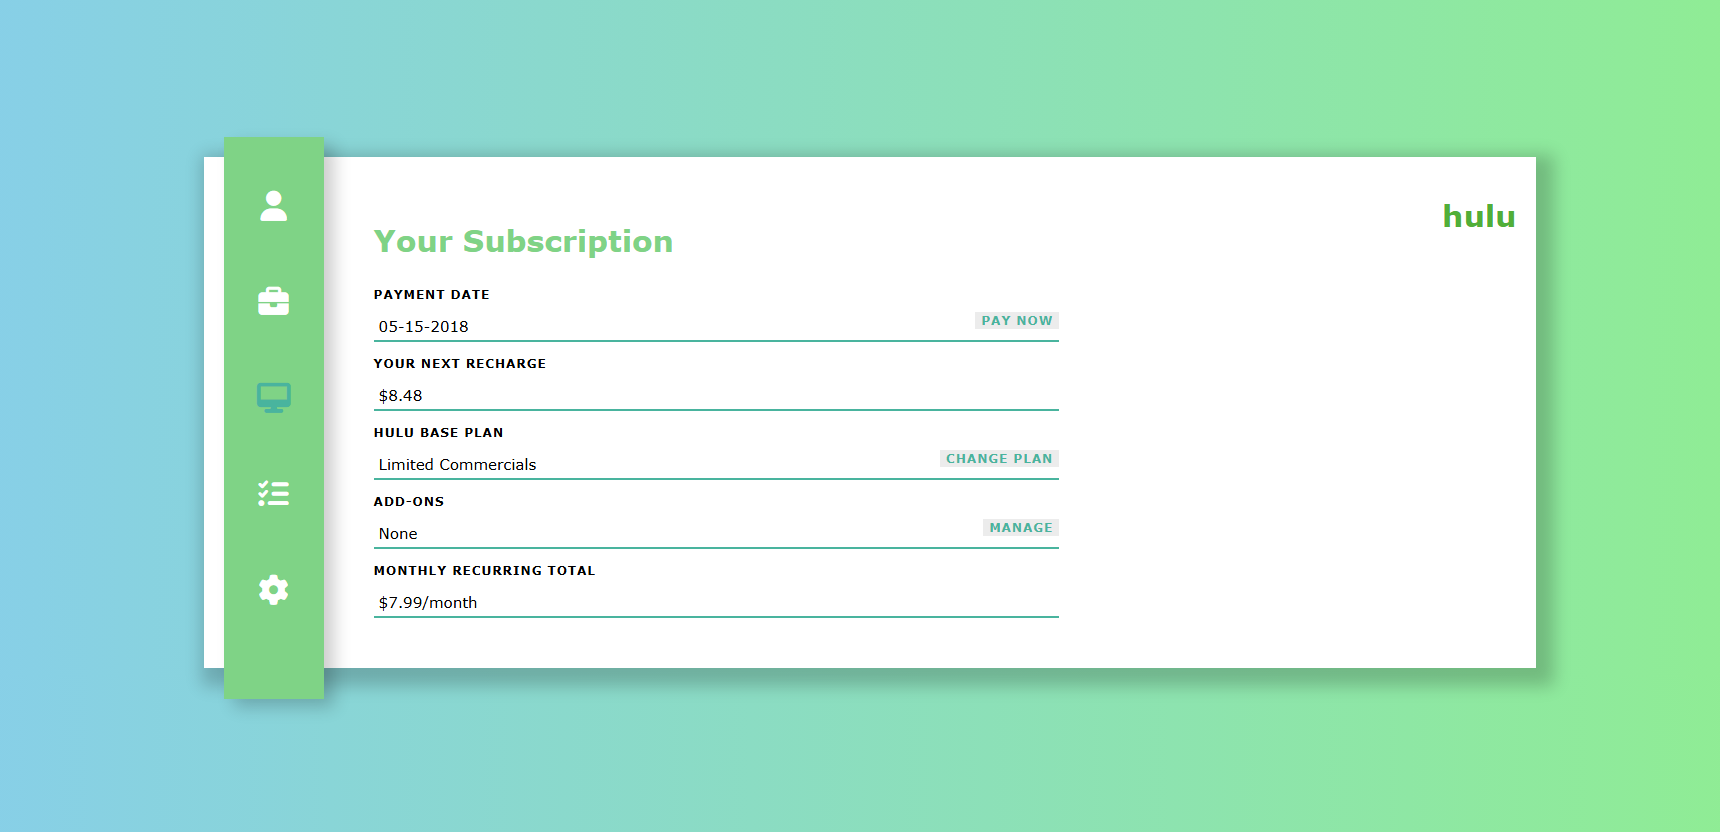 hulu
Your Subscription
PAYMENT DATE
05-15-2018
PAY NOW
YOUR NEXT RECHARGE
$8.48
HULU BASE PLAN
Limited Commercials
CHANGE PLAN
ADD-ONS
None
MANAGE
MONTHLY RECURRING TOTAL
$7.99/month